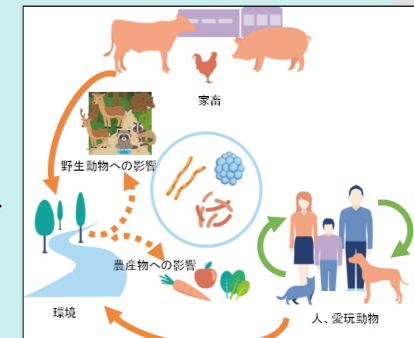 家畜
野生動物への影響
農産物への影響
環境
人、愛玩動物